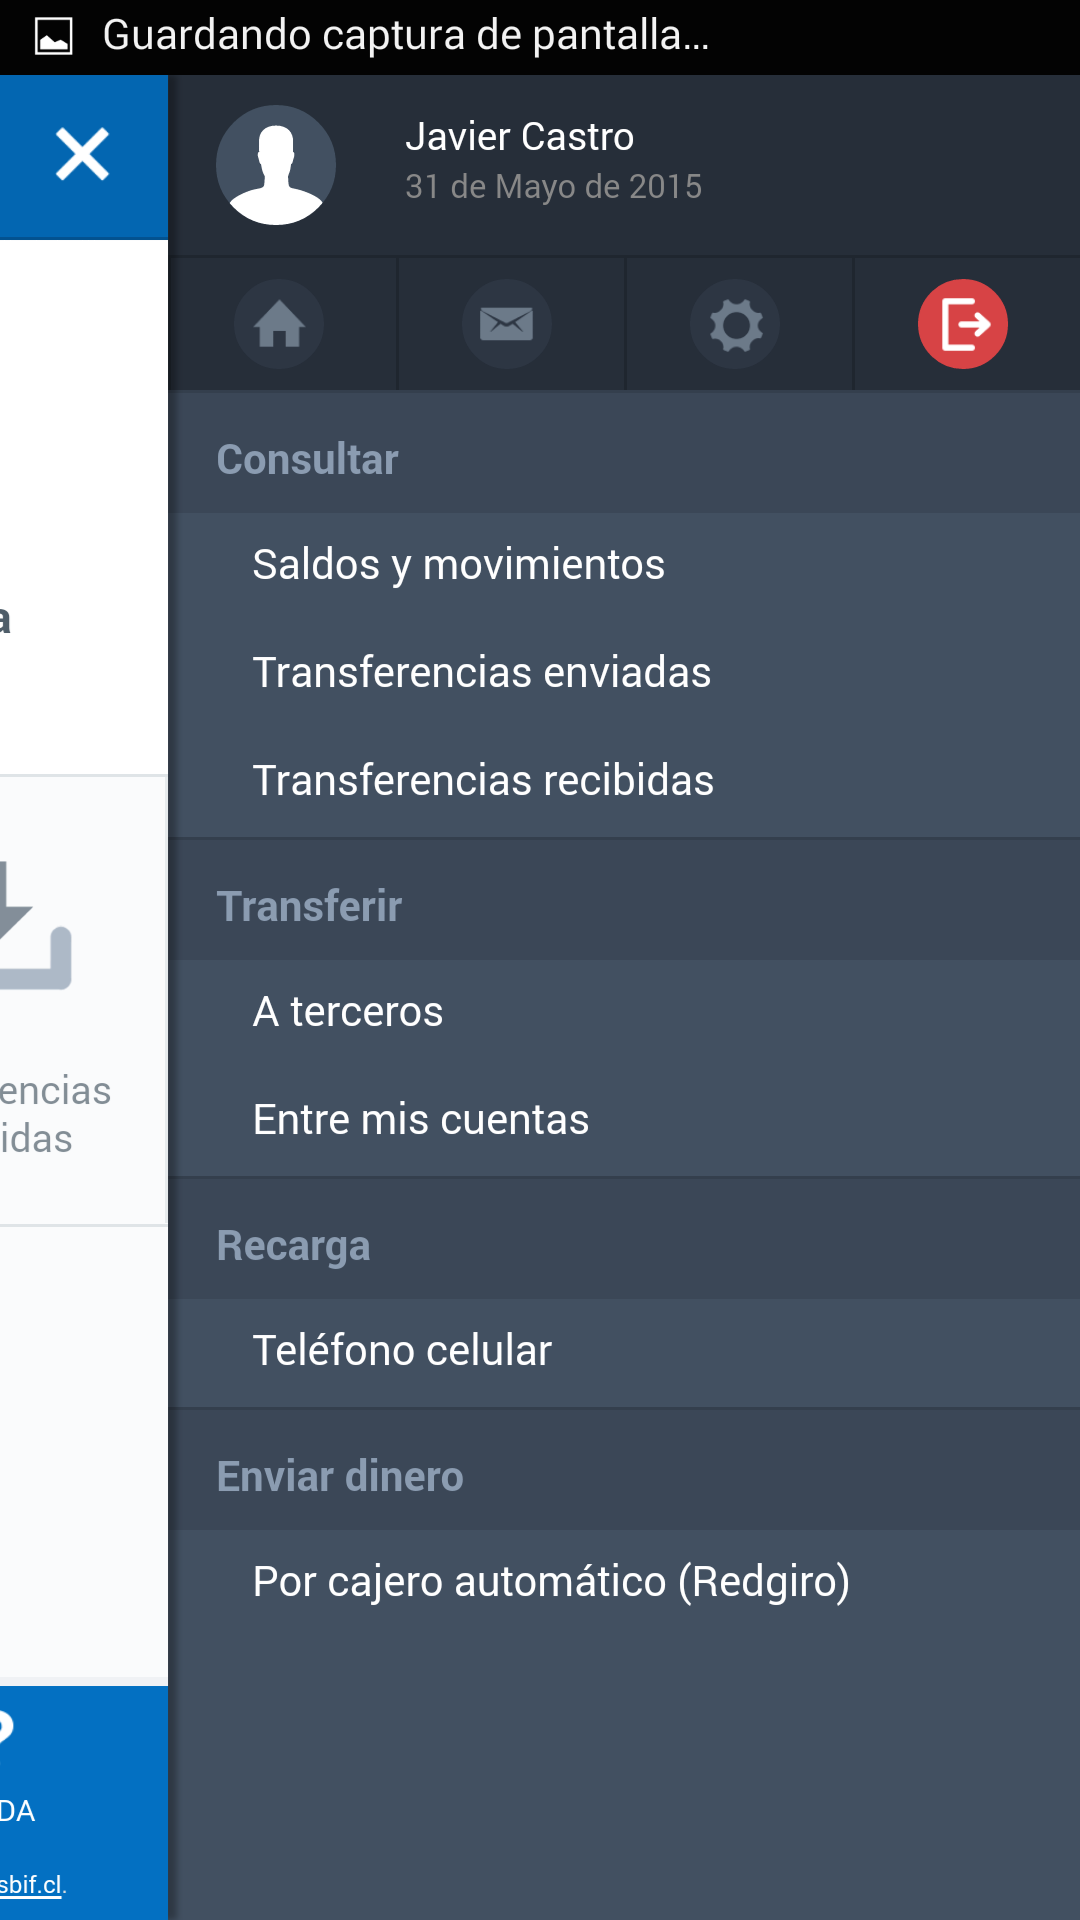 Guardando captura de pantalla...
Javier Castro
31 de Mayo de 2015
Consultar
Saldos y movimientos
a
Transferencias enviadas
Transferencias recibidas
Transferir
A terceros
encias
idas
Entre mis cuentas
Recarga
Teléfono celular
Enviar dinero
Por cajero automático (Redgiro)
?
DA
sbif.cl.